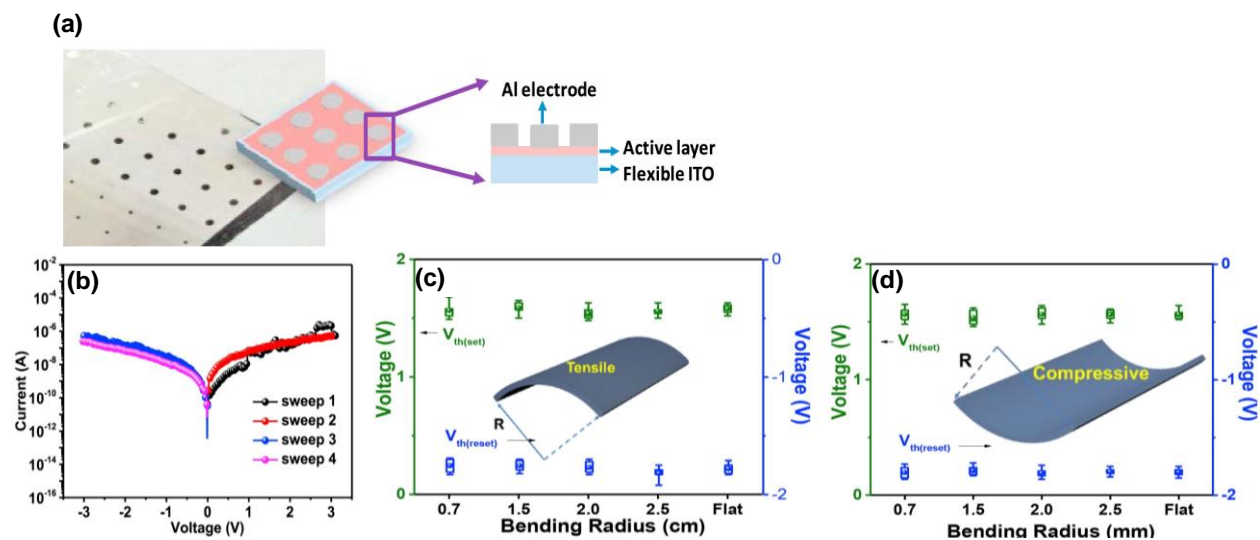 (a)
Al electrode
Active layer
Flexible ITO
(b)
Current (A)
10⁻²
10⁻⁴
10⁻⁶
10⁻⁸
10⁻¹⁰
10⁻¹²
10⁻¹⁴
10⁻¹⁶
sweep 1
sweep 2
sweep 3
sweep 4
-3 -2 -1 0 1 2 3
Voltage (V)
(c)
Voltage (V)
2
1
0
V_th(set)
Tensile
R
V_th(reset)
0
-1
-2
Voltage (V)
0.7 1.5 2.0 2.5 Flat
Bending Radius (cm)
(d)
Voltage (V)
2
1
0
V_th(set)
R
Compressive
V_th(reset)
0
-1
-2
Voltage (V)
0.7 1.5 2.0 2.5 Flat
Bending Radius (mm)